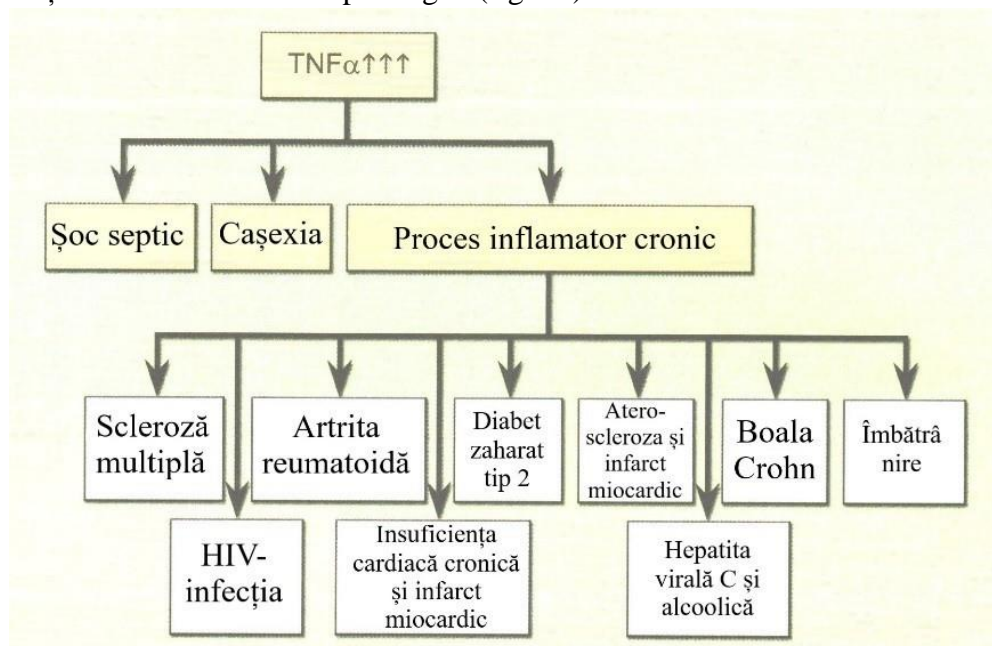 TNFα↑↑↑
Șoc septic
Cașexia
Proces inflamator cronic
Scleroză
multiplă
Artrita
reumatoidă
Diabet
zaharat
tip 2
Atero-
scleroza și
infarct
miocardic
Boala
Crohn
Îmbătrâ
nire
HIV-
infecția
Insuficiența
cardiacă cronică
și infarct
miocardic
Hepatita
virală C și
alcoolică